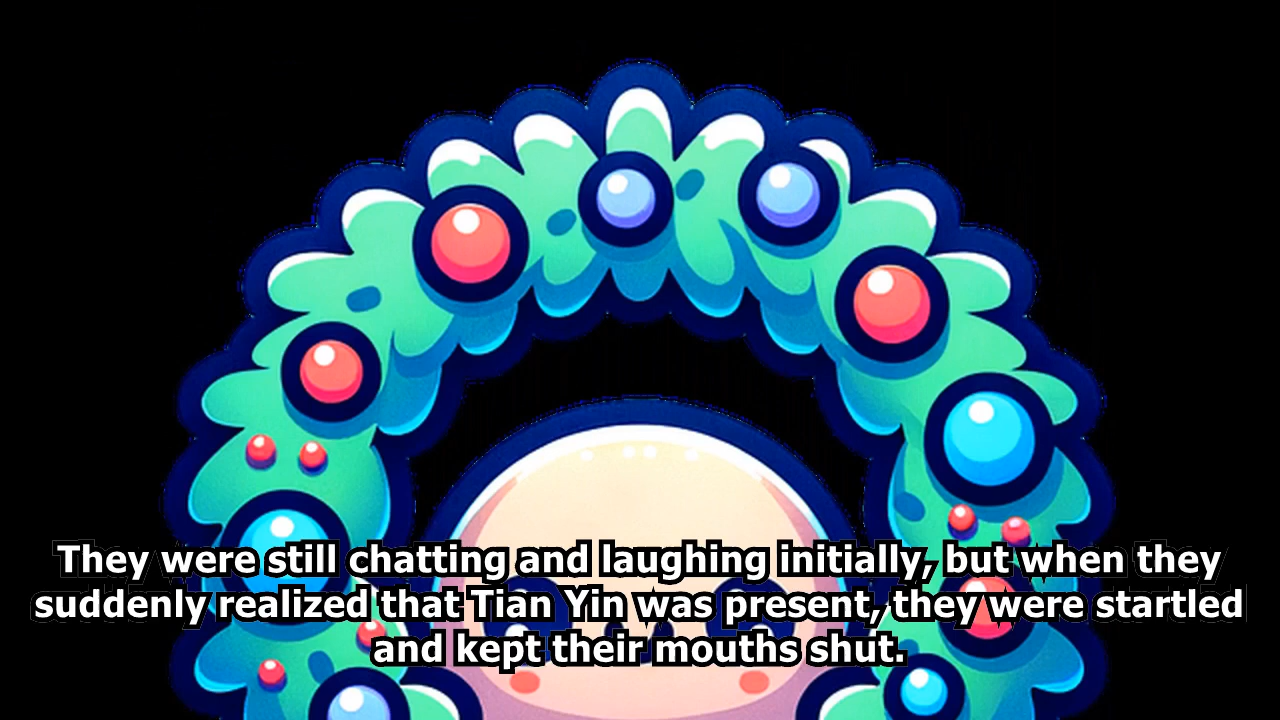 They were still chatting and laughing initially, but when they
suddenly realized that Tian Yin was present, they were startled
and kept their mouths shut.